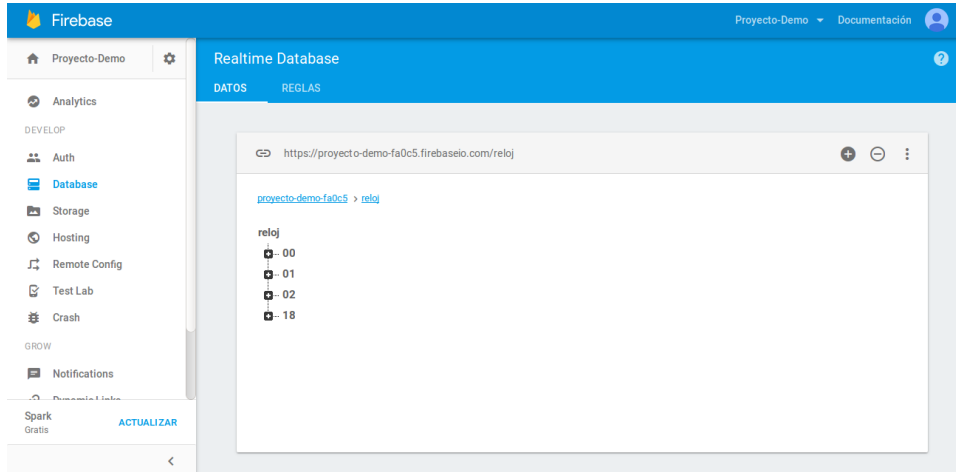 Firebase
Proyecto-Demo
Documentación
Proyecto-Demo
Analytics
DEVELOP
Auth
Database
Storage
Hosting
Remote Config
Test Lab
Crash
GROW
Notifications
Dynamic Links
Spark
Gratis
ACTUALIZAR
Realtime Database
DATOS
REGLAS
https://proyecto-demo-fa0c5.firebaseio.com/reloj
proyecto-demo-fa0c5 > reloj
reloj
00
01
02
18